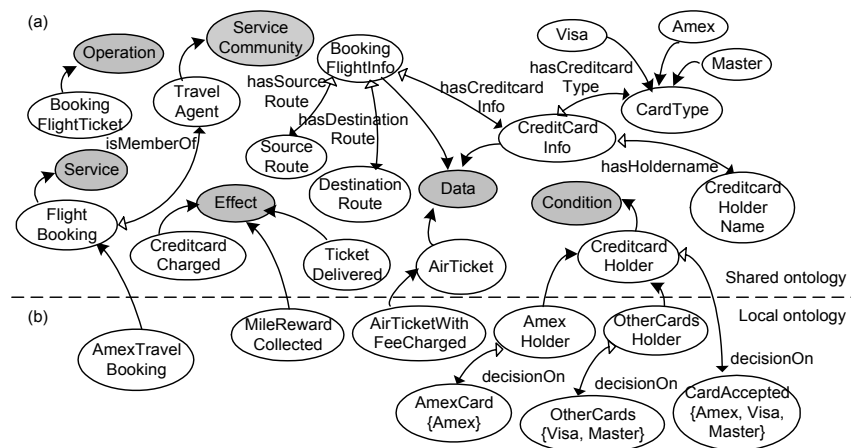 (a)
Operation
Service
Community
Booking
FlightInfo
Visa
Amex
Master
hasCreditcard
Type
CardType
Booking
FlightTicket
Travel
Agent
hasSource
Route
hasCreditcard
Info
CreditCard
Info
isMemberOf
hasDestination
Route
Source
Route
hasHoldername
Service
Destination
Route
Data
Condition
Creditcard
Holder
Name
Flight
Booking
Effect
Creditcard
Charged
Ticket
Delivered
AirTicket
Creditcard
Holder
Shared ontology
(b)
Local ontology
AmexTravel
Booking
MileReward
Collected
AirTicketWith
FeeCharged
Amex
Holder
OtherCards
Holder
decisionOn
decisionOn
decisionOn
AmexCard
{Amex}
OtherCards
{Visa, Master}
CardAccepted
{Amex, Visa,
Master}